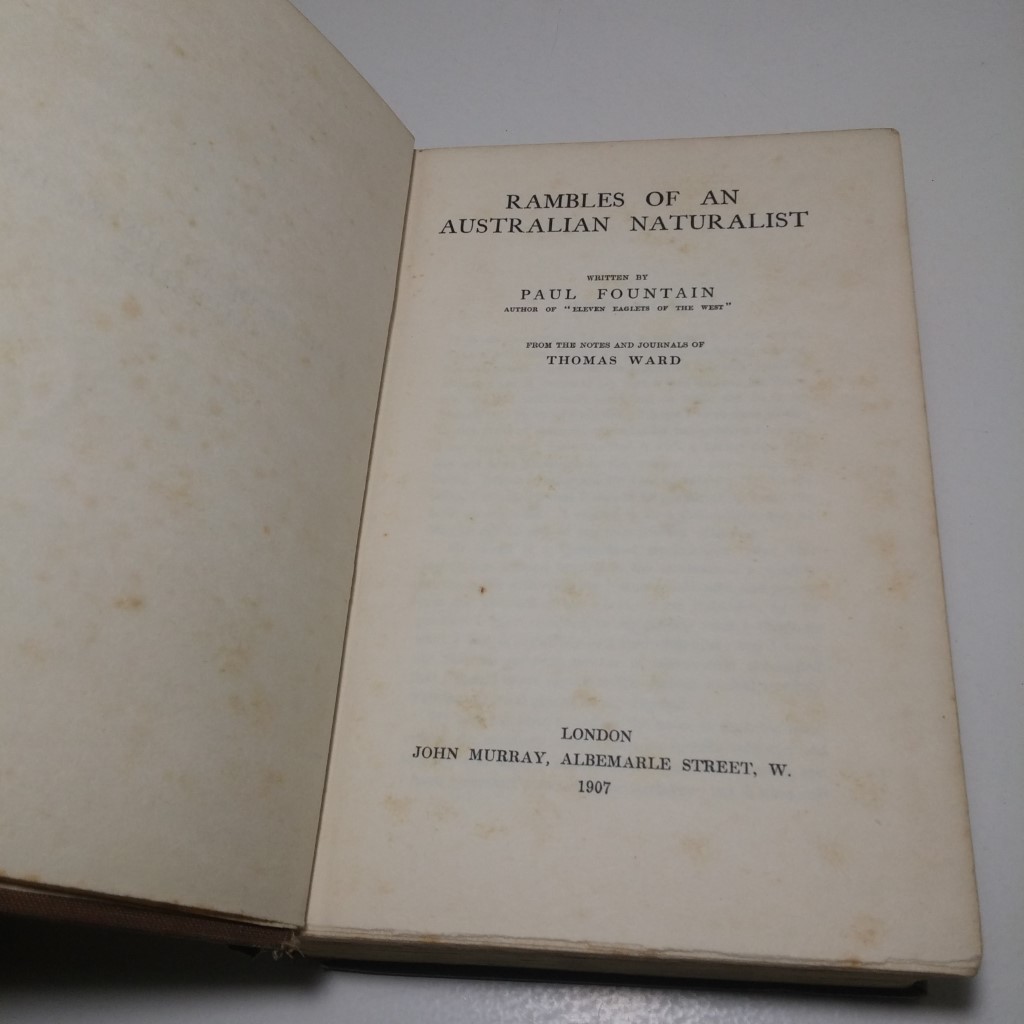 RAMBLES OF AN
AUSTRALIAN NATURALIST
WRITTEN BY
PAUL FOUNTAIN
AUTHOR OF "ELEVEN EAGLETS OF THE WEST"
FROM THE NOTES AND JOURNALS OF
THOMAS WARD
LONDON
JOHN MURRAY, ALBEMARLE STREET, W.
1907